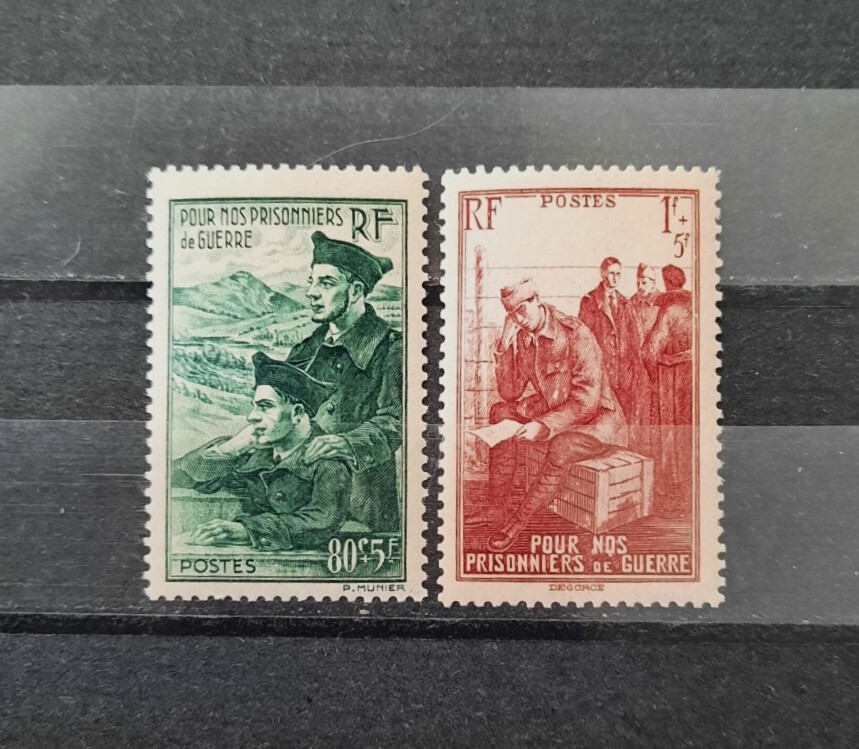 POUR NOS PRISONNIERS
de GUERRE
RF
80c+5F
POSTES
P. MUNIER
RF
POSTES
1f+
5f
POUR NOS
PRISONNIERS DE GUERRE
DEGORCE